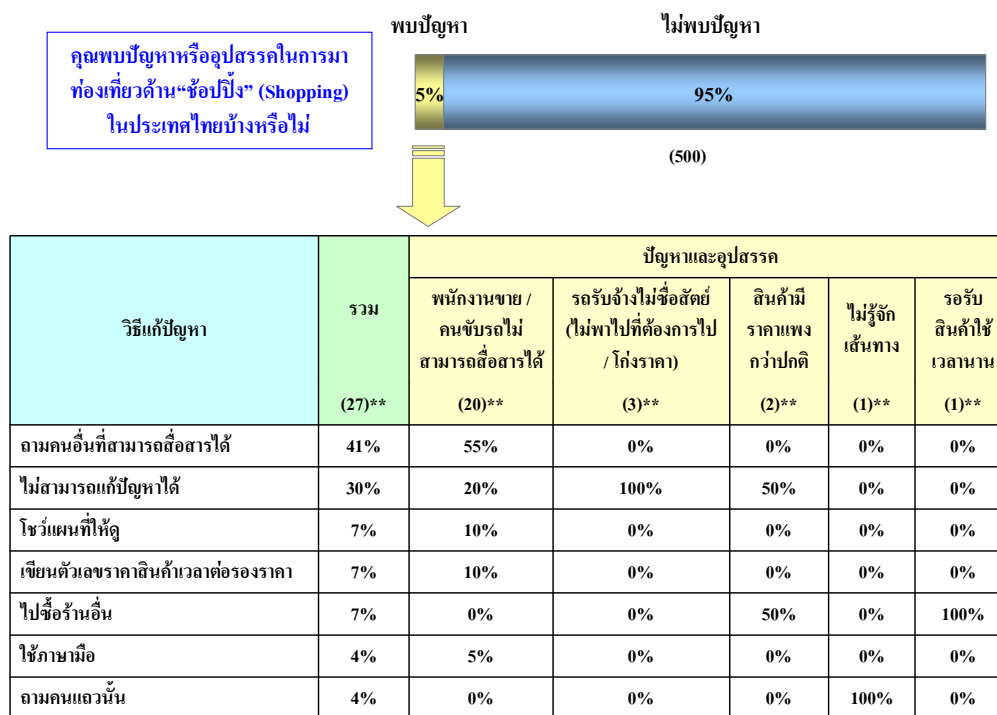 พบปัญหา ไม่พบปัญหา
คุณพบปัญหาหรืออุปสรรคในการมา
ท่องเที่ยวด้าน“ช้อปปิ้ง” (Shopping)
ในประเทศไทยบ้างหรือไม่
5% 95%
(500)
วิธีแก้ปัญหา
รวม
(27)**
ปัญหาและอุปสรรค
พนักงานขาย /
คนขับรถไม่
สามารถสื่อสารได้
(20)**
รถรับจ้างไม่ซื่อสัตย์
(ไม่พาไปที่ต้องการไป
/ โก่งราคา)
(3)**
สินค้ามี
ราคาแพง
กว่าปกติ
(2)**
ไม่รู้จัก
เส้นทาง
(1)**
รอรับ
สินค้าใช้
เวลานาน
(1)**
ถามคนอื่นที่สามารถสื่อสารได้ 41% 55% 0% 0% 0% 0%
ไม่สามารถแก้ปัญหาได้ 30% 20% 100% 50% 0% 0%
โชว์แผนที่ให้ดู 7% 10% 0% 0% 0% 0%
เขียนตัวเลขราคาสินค้าเวลาต่อรองราคา 7% 10% 0% 0% 0% 0%
ไปซื้อร้านอื่น 7% 0% 0% 50% 0% 100%
ใช้ภาษามือ 4% 5% 0% 0% 0% 0%
ถามคนแถวนั้น 4% 0% 0% 0% 100% 0%